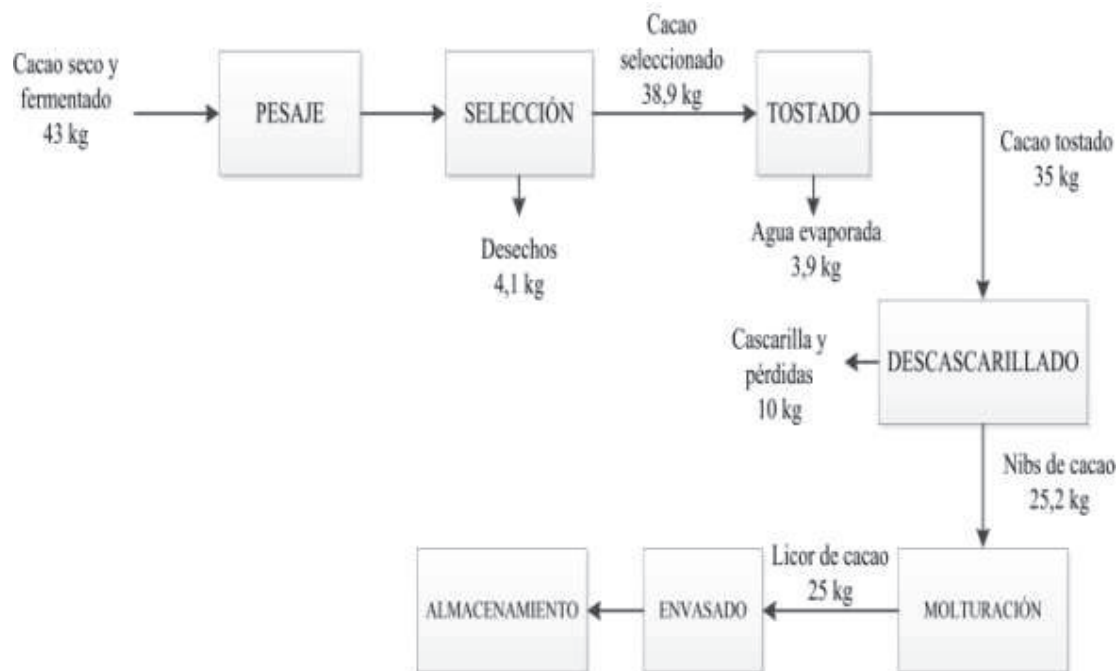 Cacao seco y
fermentado
43 kg
PESAJE
SELECCIÓN
Cacao
seleccionado
38,9 kg
TOSTADO
Cacao tostado
35 kg
Desechos
4,1 kg
Agua evaporada
3,9 kg
Cascarilla y
pérdidas
10 kg
DESCASCARILLADO
Nibs de cacao
25,2 kg
ALMACENAMIENTO
ENVASADO
Licor de cacao
25 kg
MOLTURACIÓN